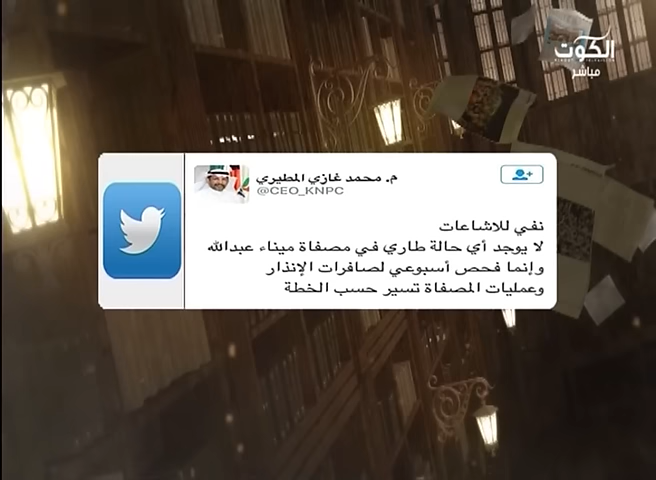 الكوت
مباشر
م. محمد غازي المطيري
@CEO_KNPC
نفي للاشاعات
لا يوجد أي حالة طاري في مصفاة ميناء عبدالله
وإنما فحص أسبوعي لصافرات الإنذار
وعمليات المصفاة تسير حسب الخطة